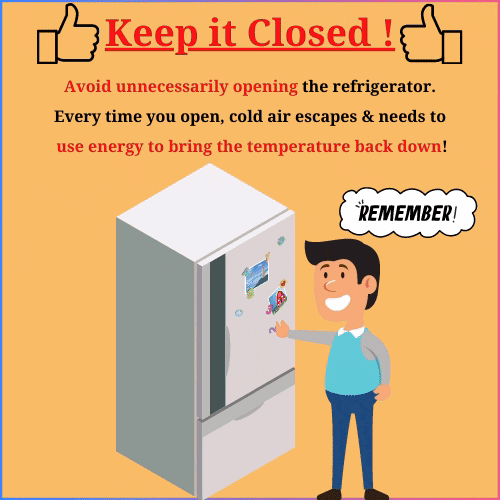 Keep it Closed !
Avoid unnecessarily opening the refrigerator.
Every time you open, cold air escapes & needs to
use energy to bring the temperature back down!
REMEMBER!